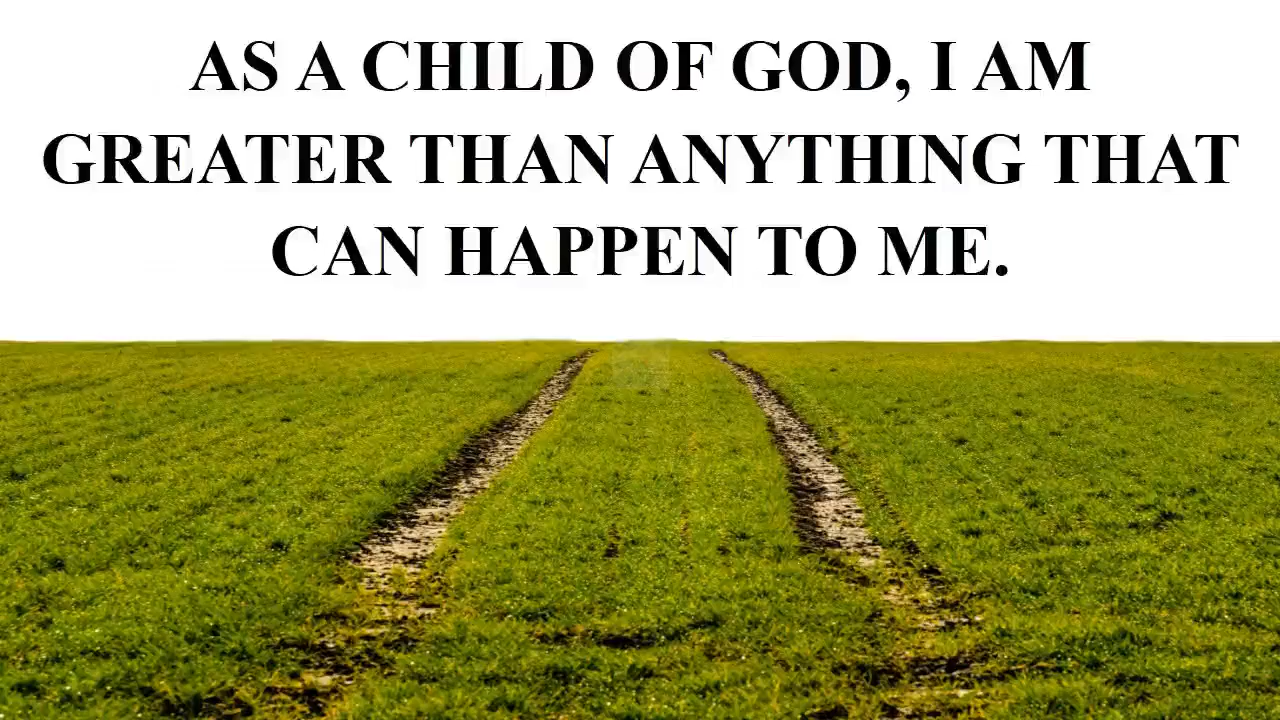 AS A CHILD OF GOD, I AM
GREATER THAN ANYTHING THAT
CAN HAPPEN TO ME.